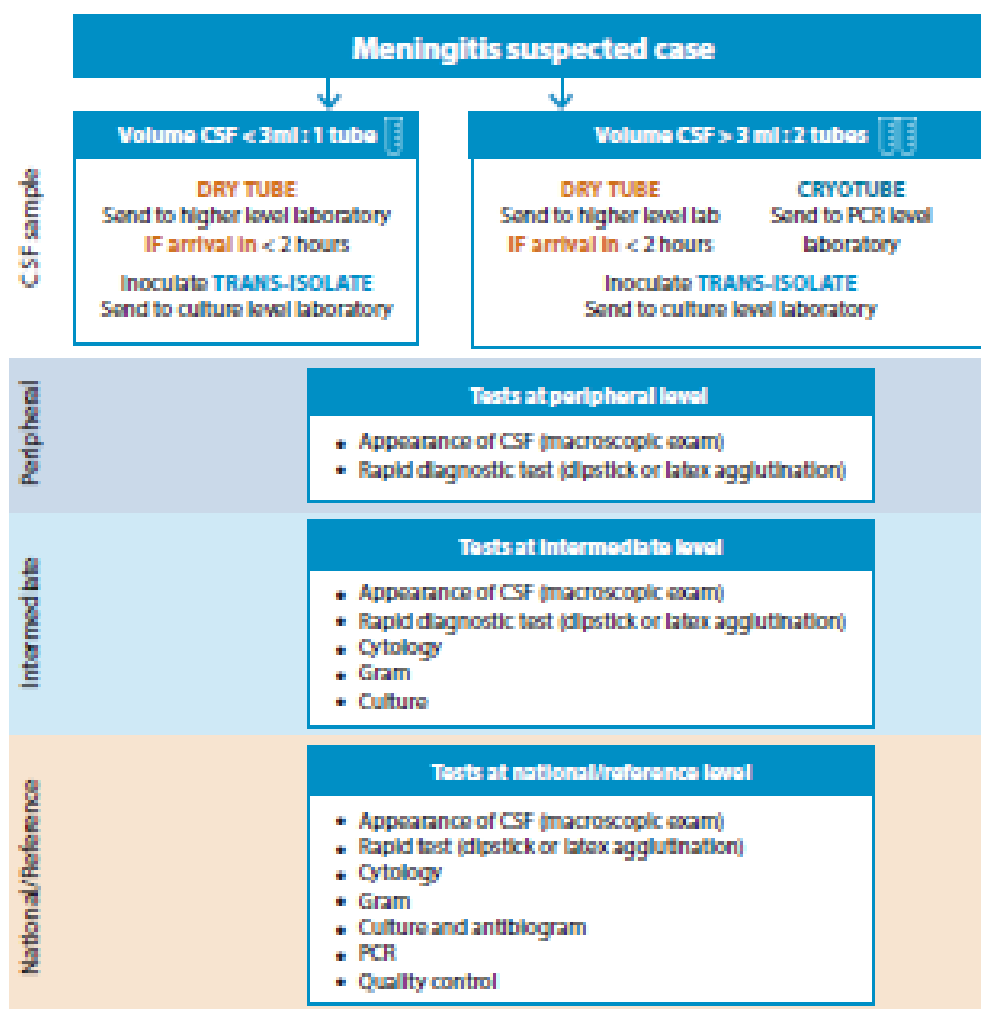 Meningitis suspected case
Volume CSF < 3ml : 1 tube
Volume CSF > 3 ml : 2 tubes
CSF sample
DRY TUBE
Send to higher level laboratory
IF arrival in < 2 hours
Inoculate TRANS-ISOLATE
Send to culture level laboratory
DRY TUBE
Send to higher level lab
IF arrival in < 2 hours
CRYOTUBE
Send to PCR level
laboratory
Inoculate TRANS-ISOLATE
Send to culture level laboratory
Peripheral
Tests at peripheral level
• Appearance of CSF (macroscopic exam)
• Rapid diagnostic test (dipstick or latex agglutination)
Intermediate
Tests at intermediate level
• Appearance of CSF (macroscopic exam)
• Rapid diagnostic test (dipstick or latex agglutination)
• Cytology
• Gram
• Culture
National/Reference
Tests at national/reference level
• Appearance of CSF (macroscopic exam)
• Rapid test (dipstick or latex agglutination)
• Cytology
• Gram
• Culture and antibiogram
• PCR
• Quality control